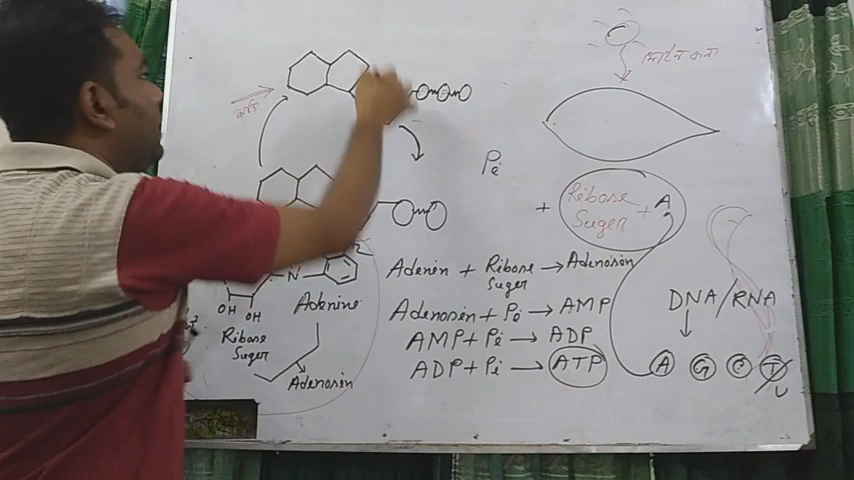 Pi
+ Ribose Suger + A
Adenin + Ribose Suger → Adenosin
Adenosin + Pi → AMP
AMP + Pi → ADP
ADP + Pi → ATP
N
Adenine
OH OH
Ribose
Suger
Adenosin
DNA/RNA
A G C T
U